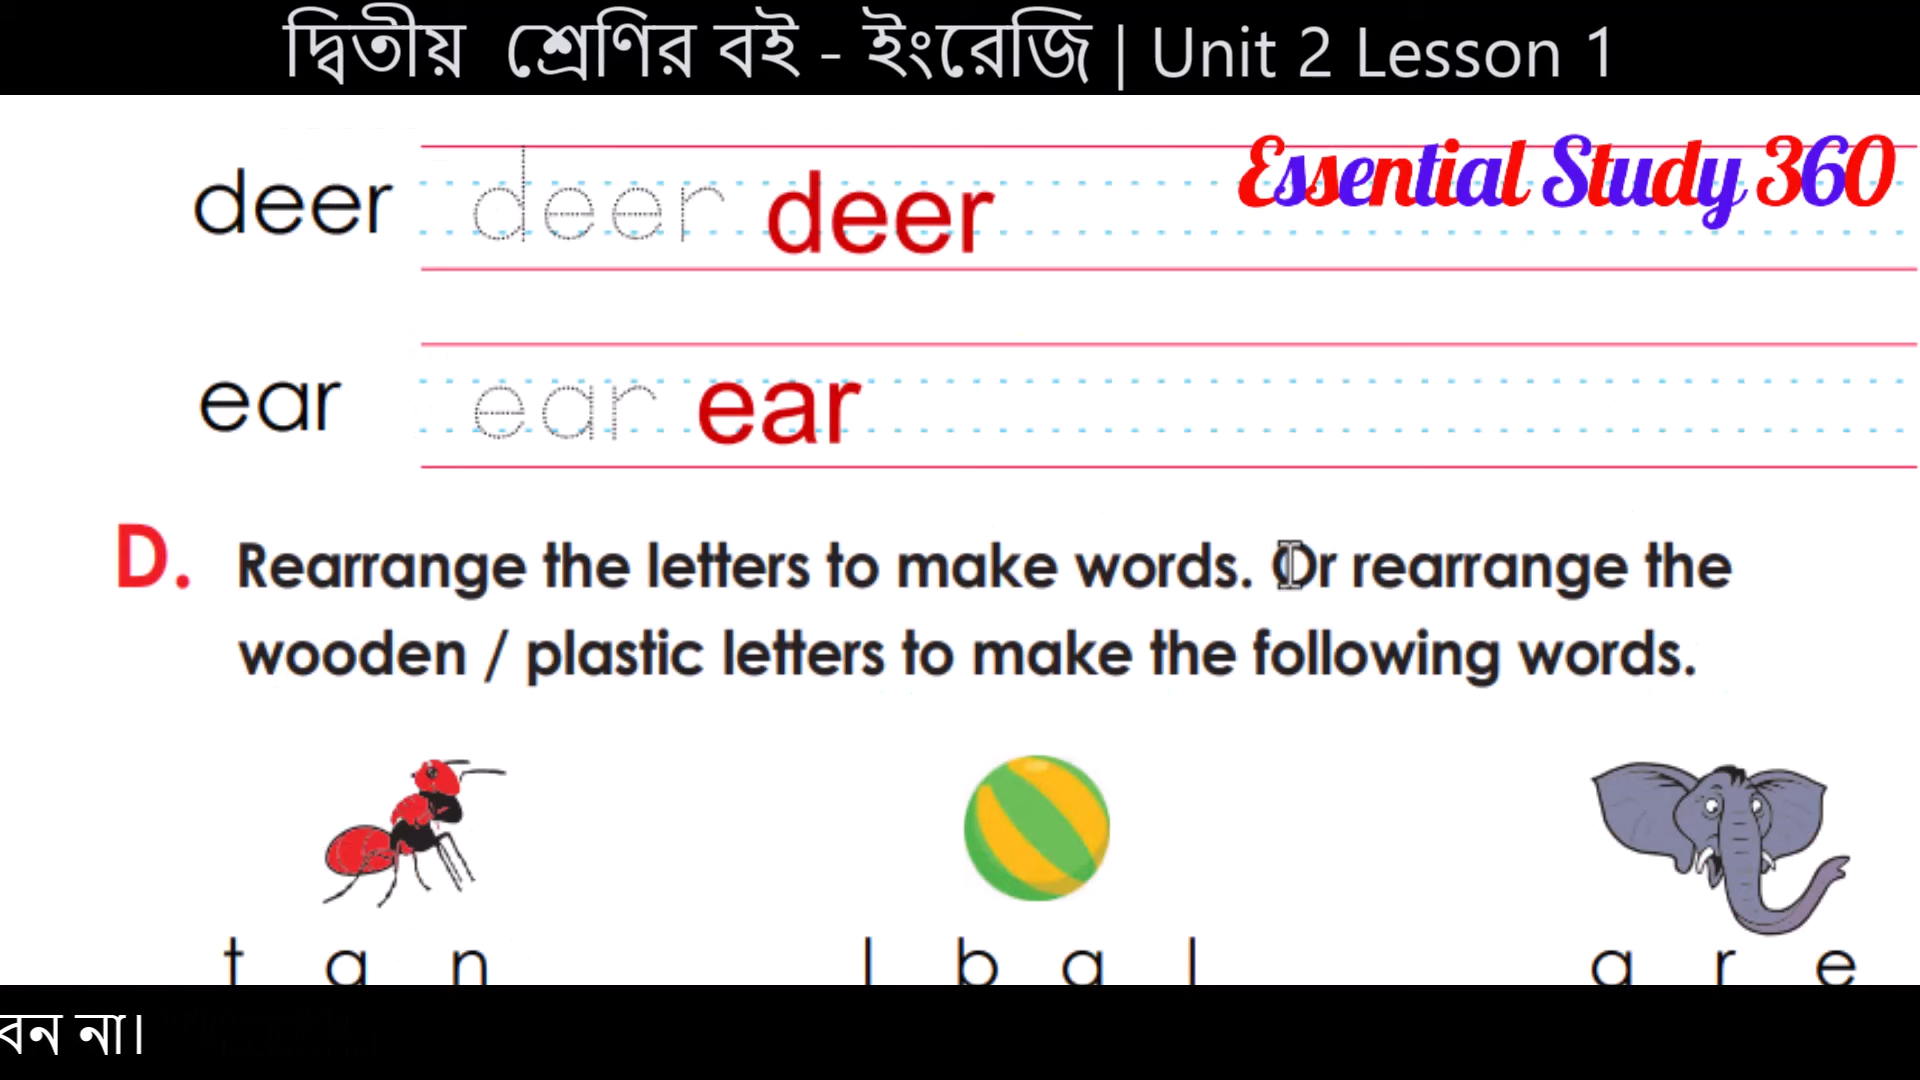 দ্বিতীয় শ্রেণির বই - ইংরেজি | Unit 2 Lesson 1
Essential Study 360
deer deer deer
ear ear ear
D. Rearrange the letters to make words. Or rearrange the
wooden / plastic letters to make the following words.
t a n l b a l a r e
না।